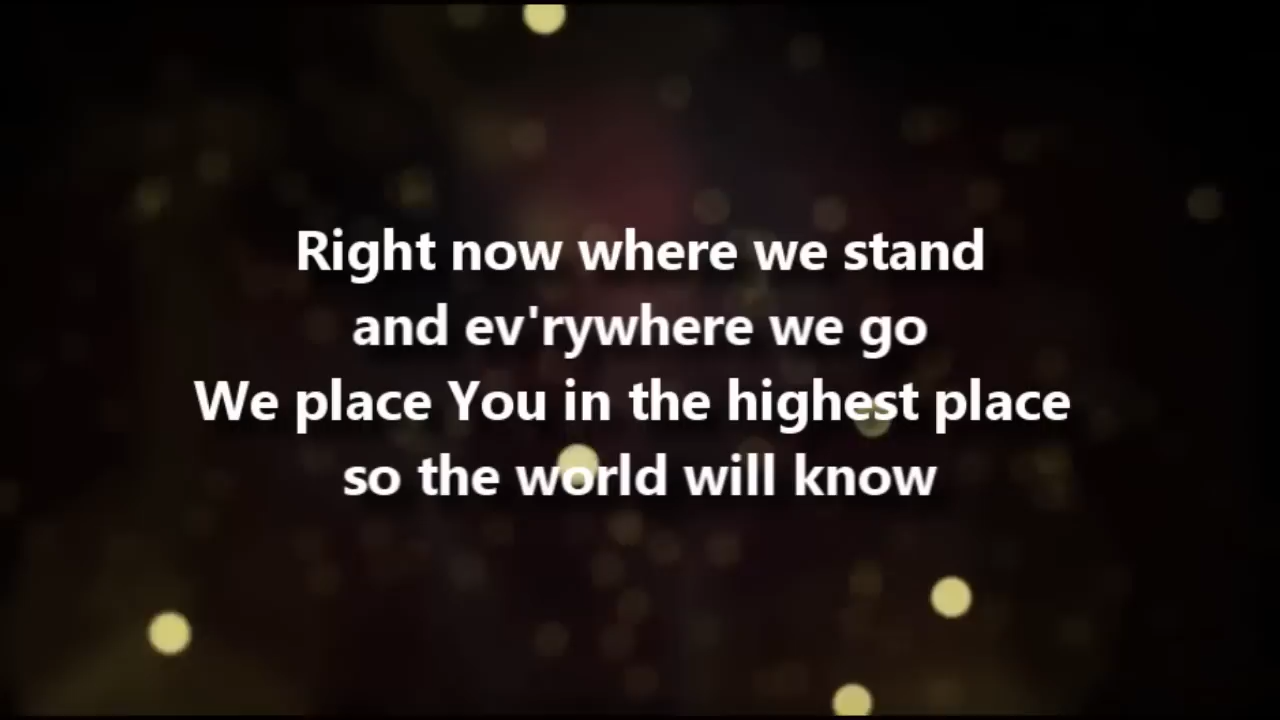 Right now where we stand
and ev'rywhere we go
We place You in the highest place
so the world will know